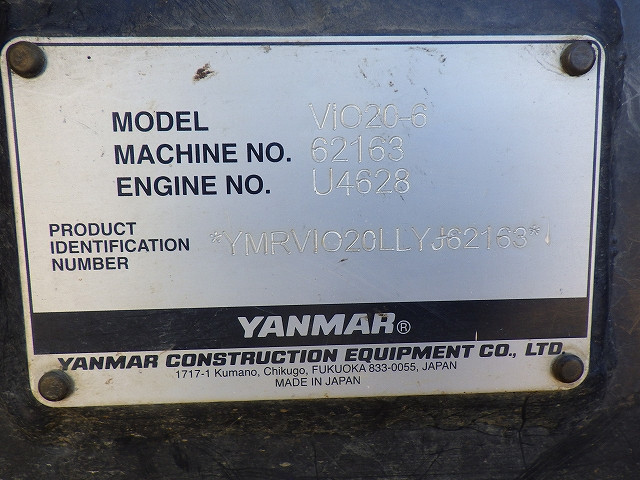 MODEL ViO20-6
MACHINE NO. 62163
ENGINE NO. U4628
PRODUCT
IDENTIFICATION
NUMBER
*YMRVIO20LLYJ62163*
YANMAR®
YANMAR CONSTRUCTION EQUIPMENT CO., LTD.
1717-1 Kumano, Chikugo, FUKUOKA 833-0055, JAPAN
MADE IN JAPAN